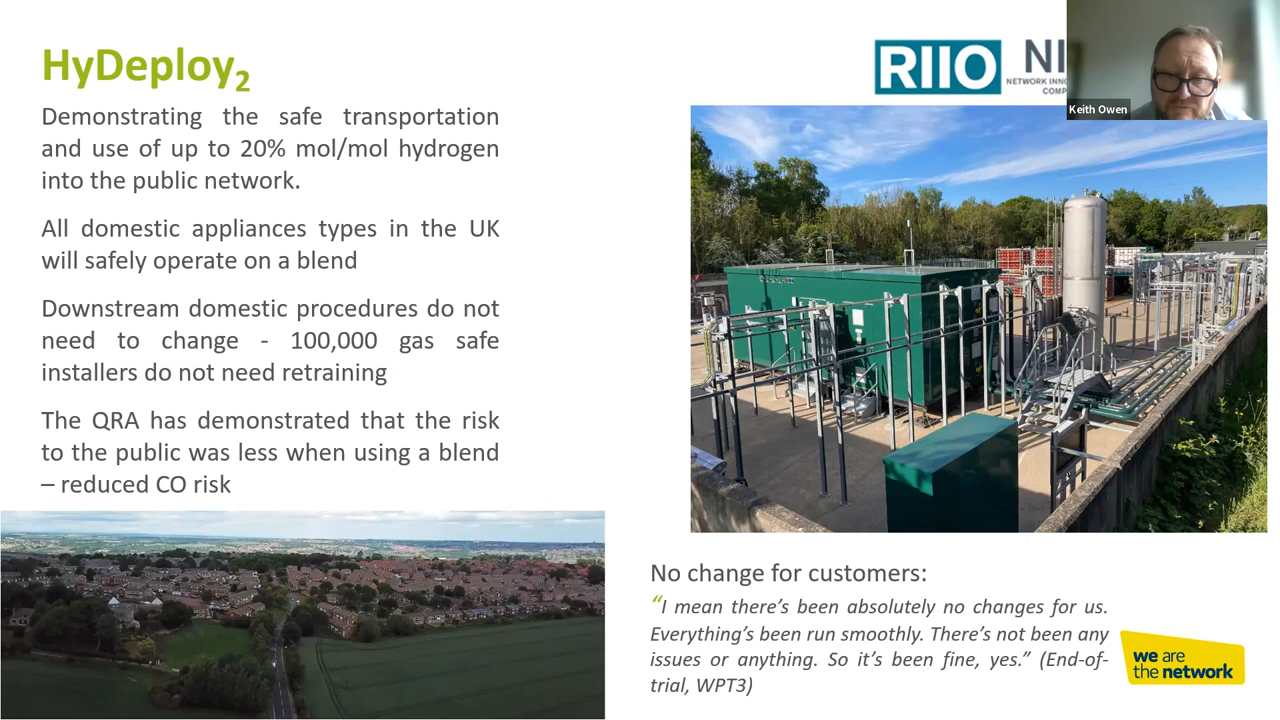 HyDeploy2
Demonstrating the safe transportation
and use of up to 20% mol/mol hydrogen
into the public network.
All domestic appliances types in the UK
will safely operate on a blend
Downstream domestic procedures do not
need to change - 100,000 gas safe
installers do not need retraining
The QRA has demonstrated that the risk
to the public was less when using a blend
– reduced CO risk
RIIO
NETWORK
Keith Owen
No change for customers:
“I mean there’s been absolutely no changes for us.
Everything’s been run smoothly. There’s not been any
issues or anything. So it’s been fine, yes.” (End-of-
trial, WPT3)
we are
the network